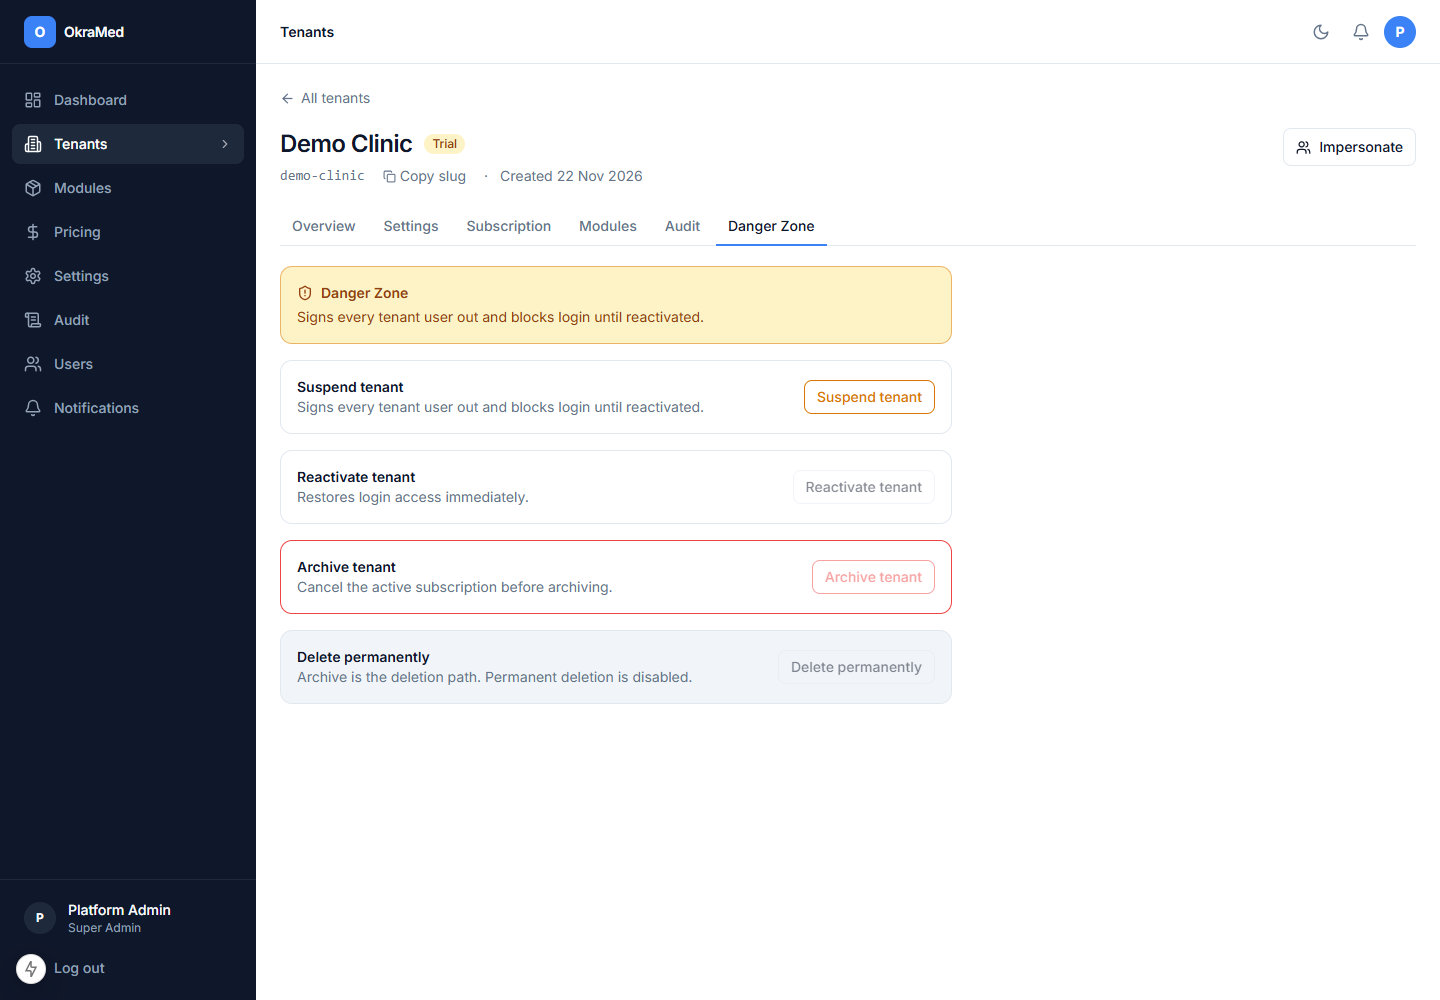 O OkraMed
Tenants
P
Dashboard
Tenants
Modules
Pricing
Settings
Audit
Users
Notifications
All tenants
Demo Clinic Trial
Impersonate
demo-clinic Copy slug · Created 22 Nov 2026
Overview Settings Subscription Modules Audit Danger Zone
Danger Zone
Signs every tenant user out and blocks login until reactivated.
Suspend tenant
Signs every tenant user out and blocks login until reactivated.
Suspend tenant
Reactivate tenant
Restores login access immediately.
Reactivate tenant
Archive tenant
Cancel the active subscription before archiving.
Archive tenant
Delete permanently
Archive is the deletion path. Permanent deletion is disabled.
Delete permanently
P
Platform Admin
Super Admin
Log out